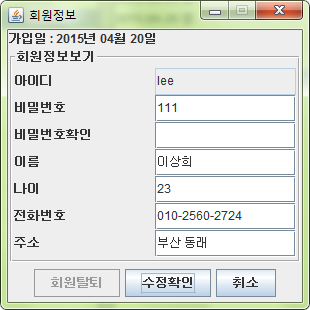 회원정보
가입일 : 2015년 04월 20일
회원정보보기
아이디 lee
비밀번호 111
비밀번호확인
이름 이상희
나이 23
전화번호 010-2560-2724
주소 부산 동래
회원탈퇴 수정확인 취소